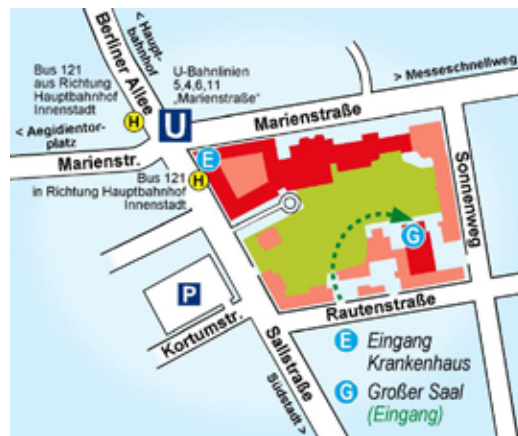 Berliner Allee
< Haupt-
bahnhof
Bus 121
aus Richtung
Hauptbahnhof
Innenstadt
U-Bahnlinien
5,4,6,11
„Marienstraße"
> Messeschnellweg
H
U
< Aegidientor-
platz
Marienstraße
Marienstr.
E
Bus 121
in Richtung Hauptbahnhof
Innenstadt
H
Sonnenweg
G
P
Rautenstraße
Kortumstr.
Sallstraße
Südstadt >
E Eingang
Krankenhaus
G Großer Saal
(Eingang)